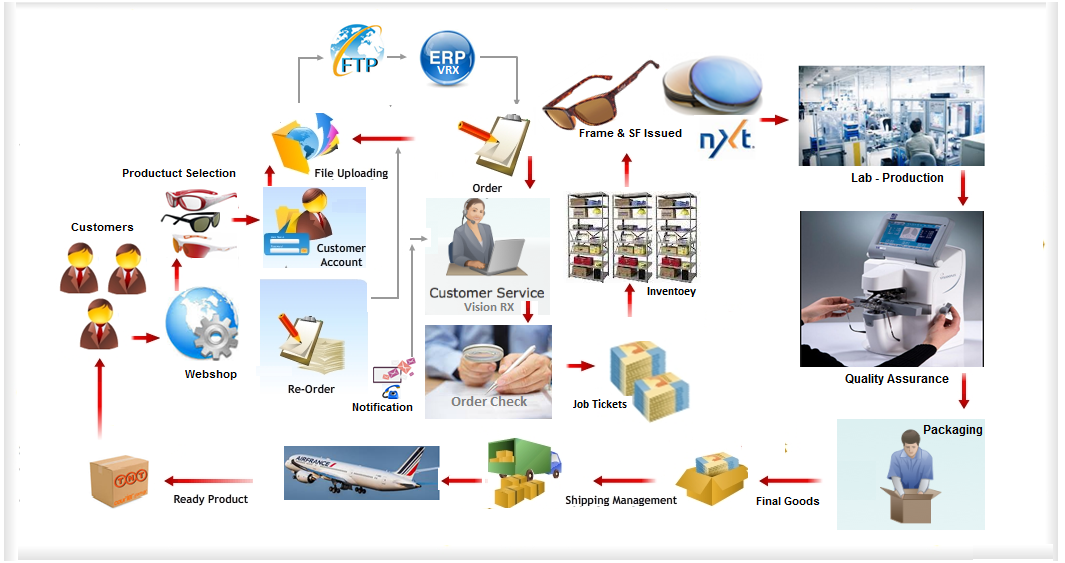 FTP
ERP
VRX
Frame & SF Issued
nxt.
Lab - Production
Productuct Selection
File Uploading
Order
Customers
Customer
Account
Customer Service
Vision RX
Inventoey
Webshop
Re-Order
Notification
Order Check
Job Tickets
Quality Assurance
Packaging
AIRFRANCE
TNT
Ready Product
Shipping Management
Final Goods